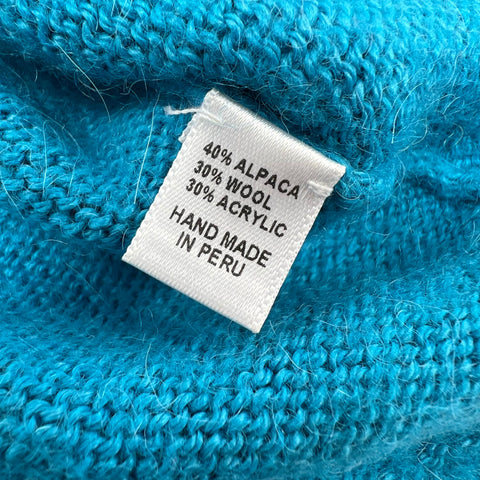 40% ALPACA
30% WOOL
30% ACRYLIC
HAND MADE
IN PERU